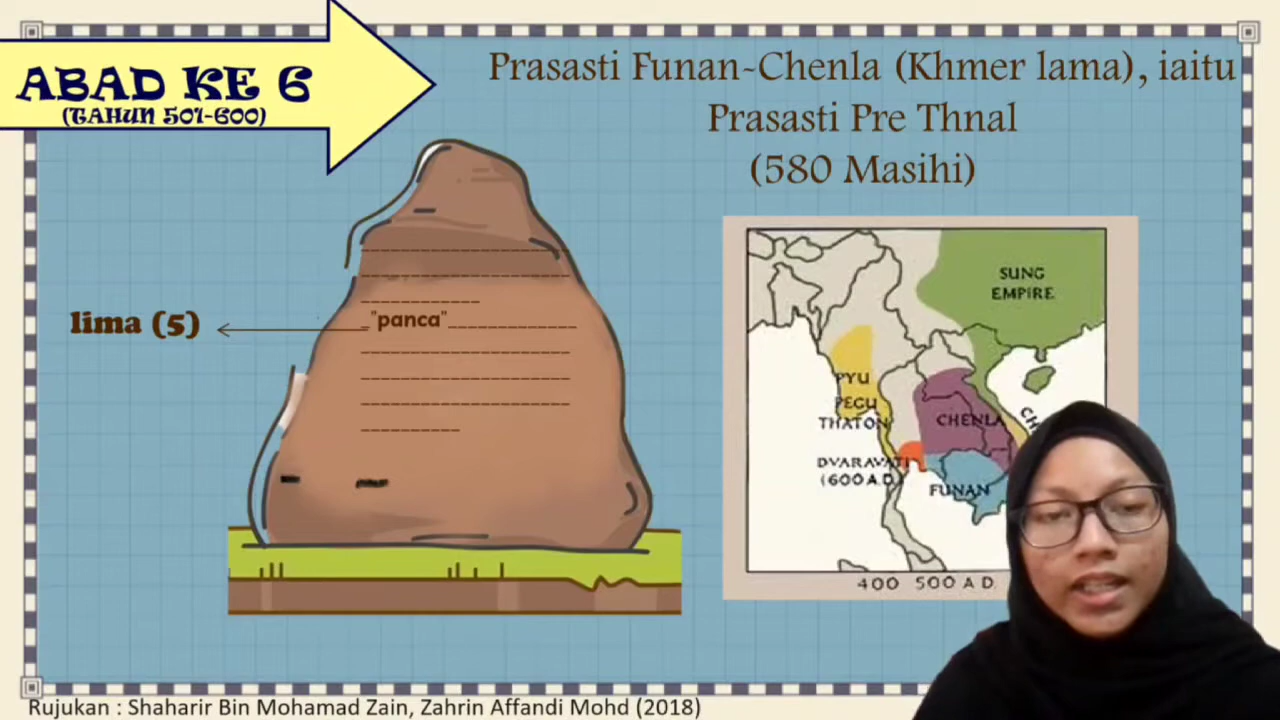 ABAD KE 6
(TAHUN 501-600)
Prasasti Funan-Chenla (Khmer lama), iaitu
Prasasti Pre Thnal
(580 Masihi)
lima (5)
"panca"
SUNG
EMPIRE
PYU
PEGU
THATON
CHENLA
DVARAVATI
(600 A.D.
FUNAN
400 500 A D.
Rujukan : Shaharir Bin Mohamad Zain, Zahrin Affandi Mohd (2018)